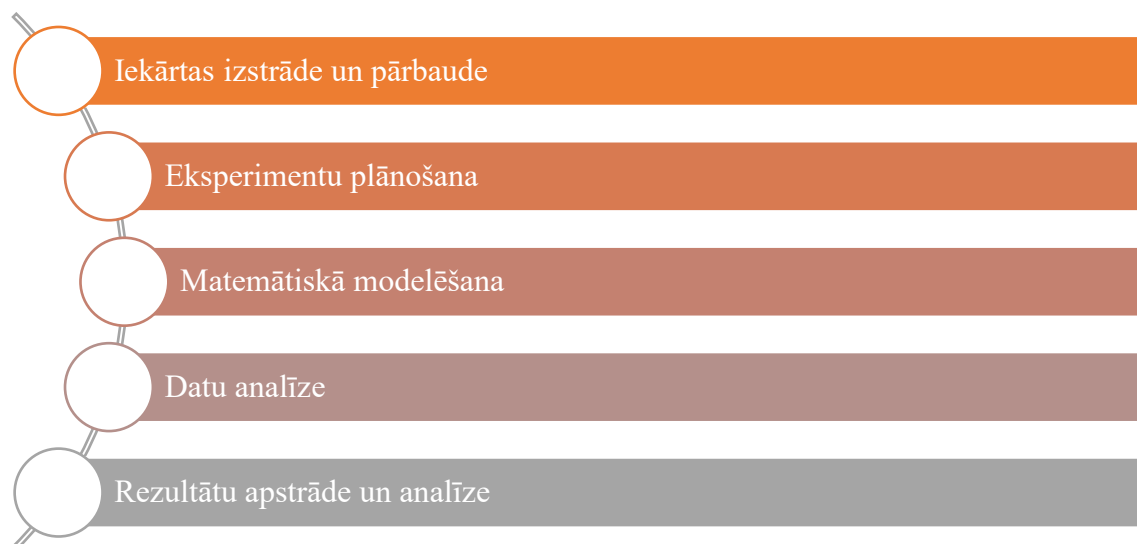 Iekārtas izstrāde un pārbaude
Eksperimentu plānošana
Matemātiskā modelēšana
Datu analīze
Rezultātu apstrāde un analīze